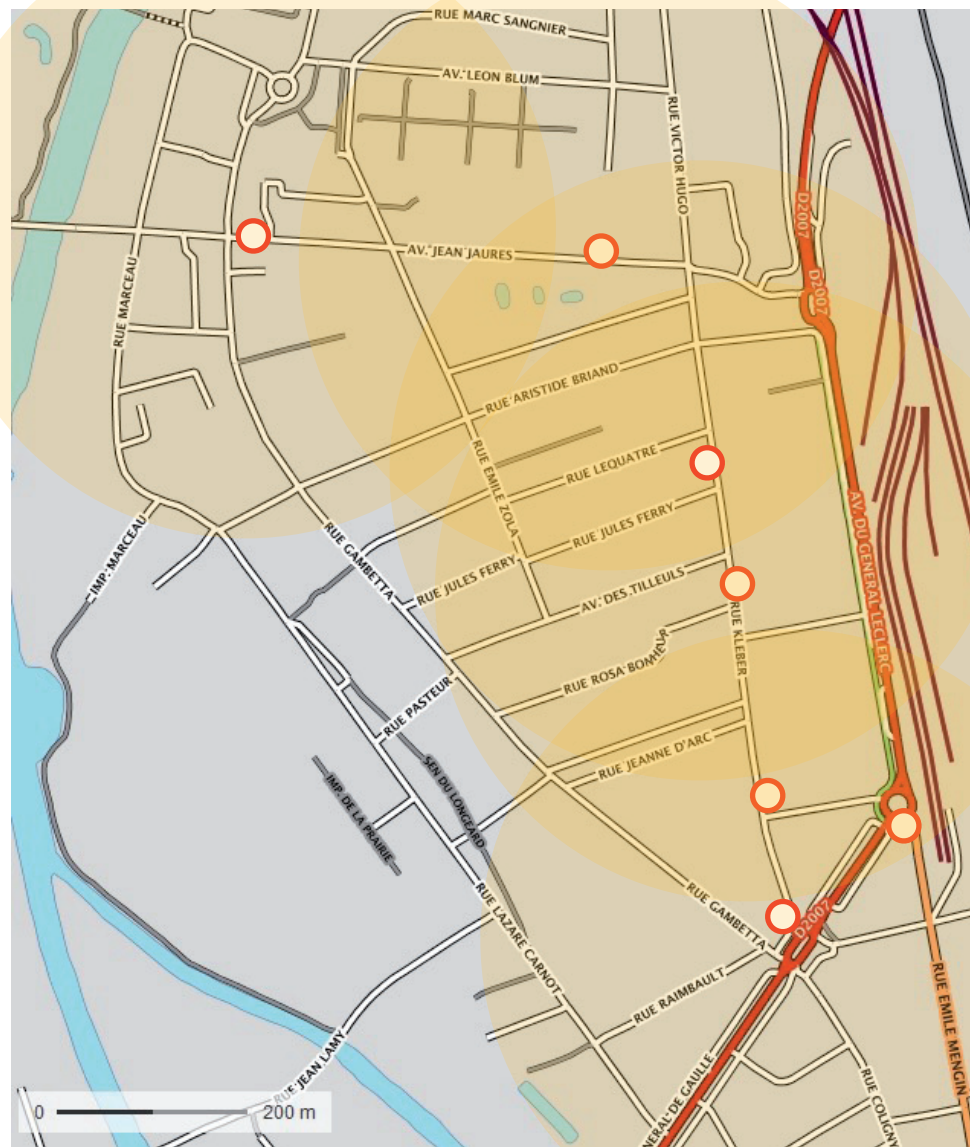 RUE MARC SANGNIER
AV. LEON BLUM
RUE VICTOR HUGO
D2007
AV. JEAN JAURES
D2007
RUE MARCEAU
RUE ARISTIDE BRIAND
RUE EMILE ZOLA
RUE LEQUATRE
AV. DU GENERAL LECLERC
IMP. MARCEAU
RUE GAMBETTA
RUE JULES FERRY
RUE JULES FERRY
AV. DES TILLEULS
RUE KLEBER
RUE ROSA BONHEUR
RUE PASTEUR
RUE JEANNE D'ARC
SEN DU LONGEARD
IMP. DE LA PRAIRIE
RUE LAZARE CARNOT
RUE GAMBETTA
D2007
RUE RAIMBAULT
RUE EMILE MENGIN
RUE JEAN LAMY
NERAL DE GAULLE
RUE COLIGNY
0 200 m